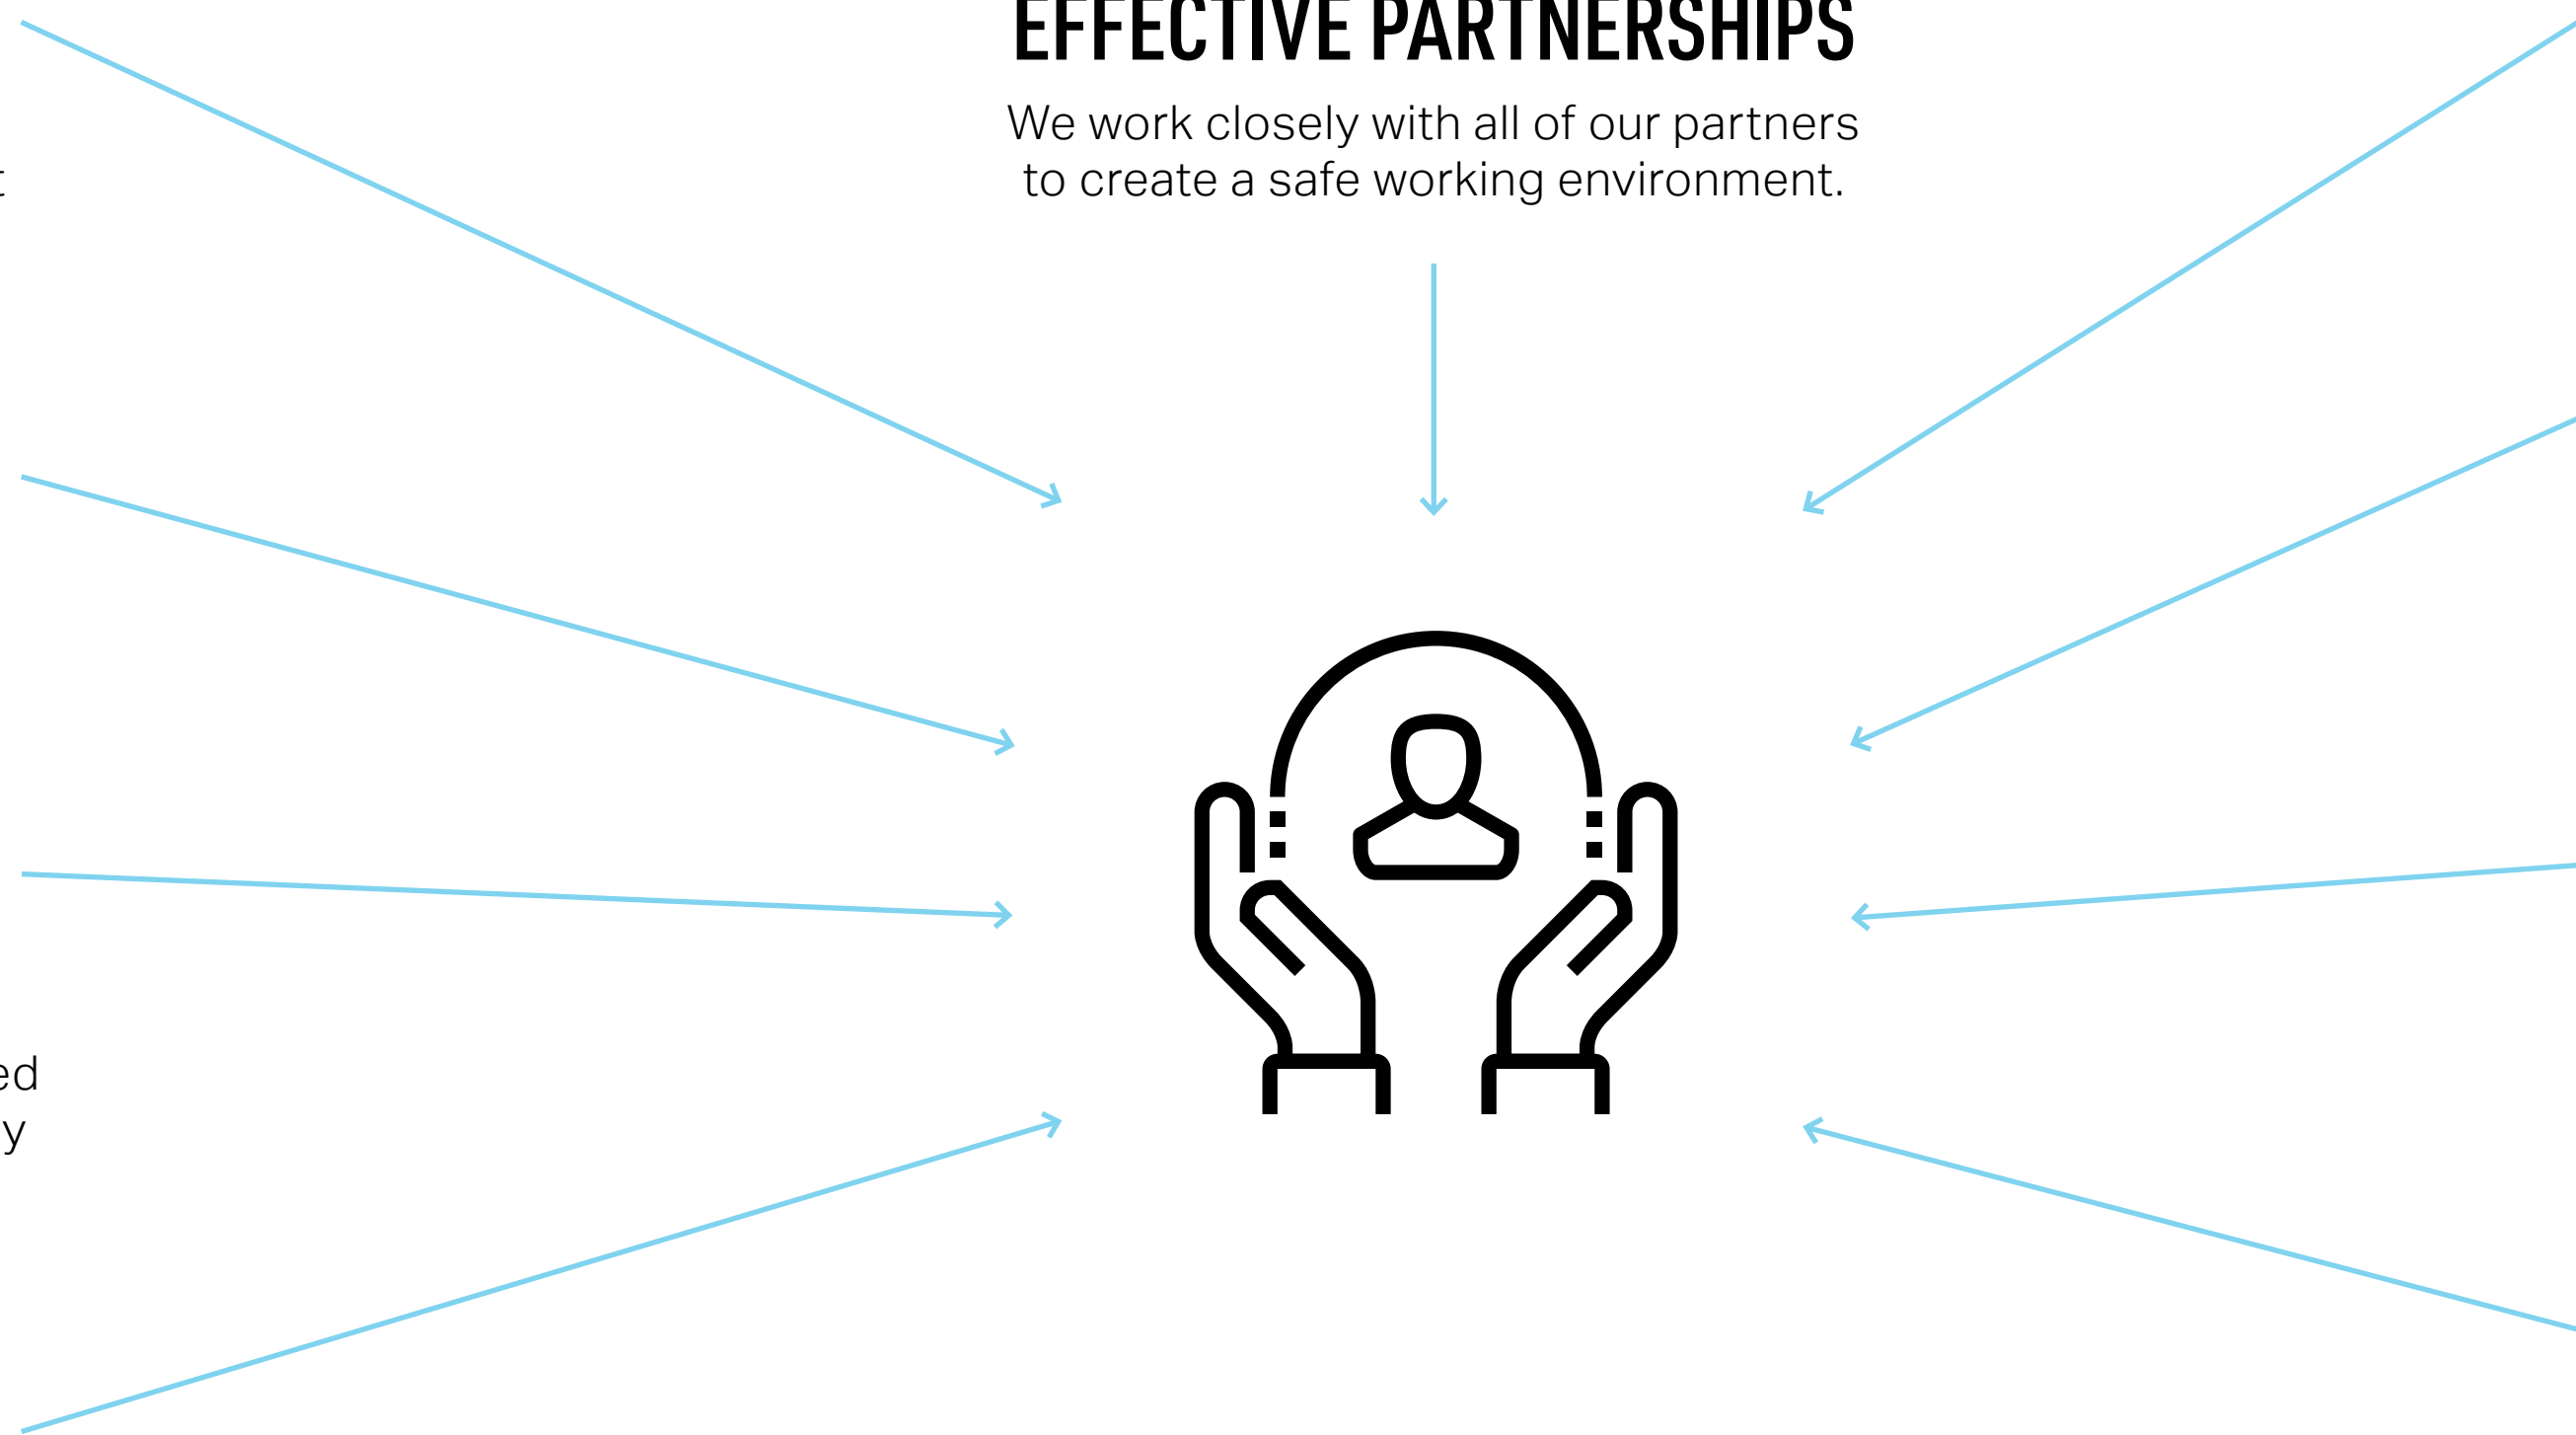 EFFECTIVE PARTNERSHIPS
We work closely with all of our partners
to create a safe working environment.